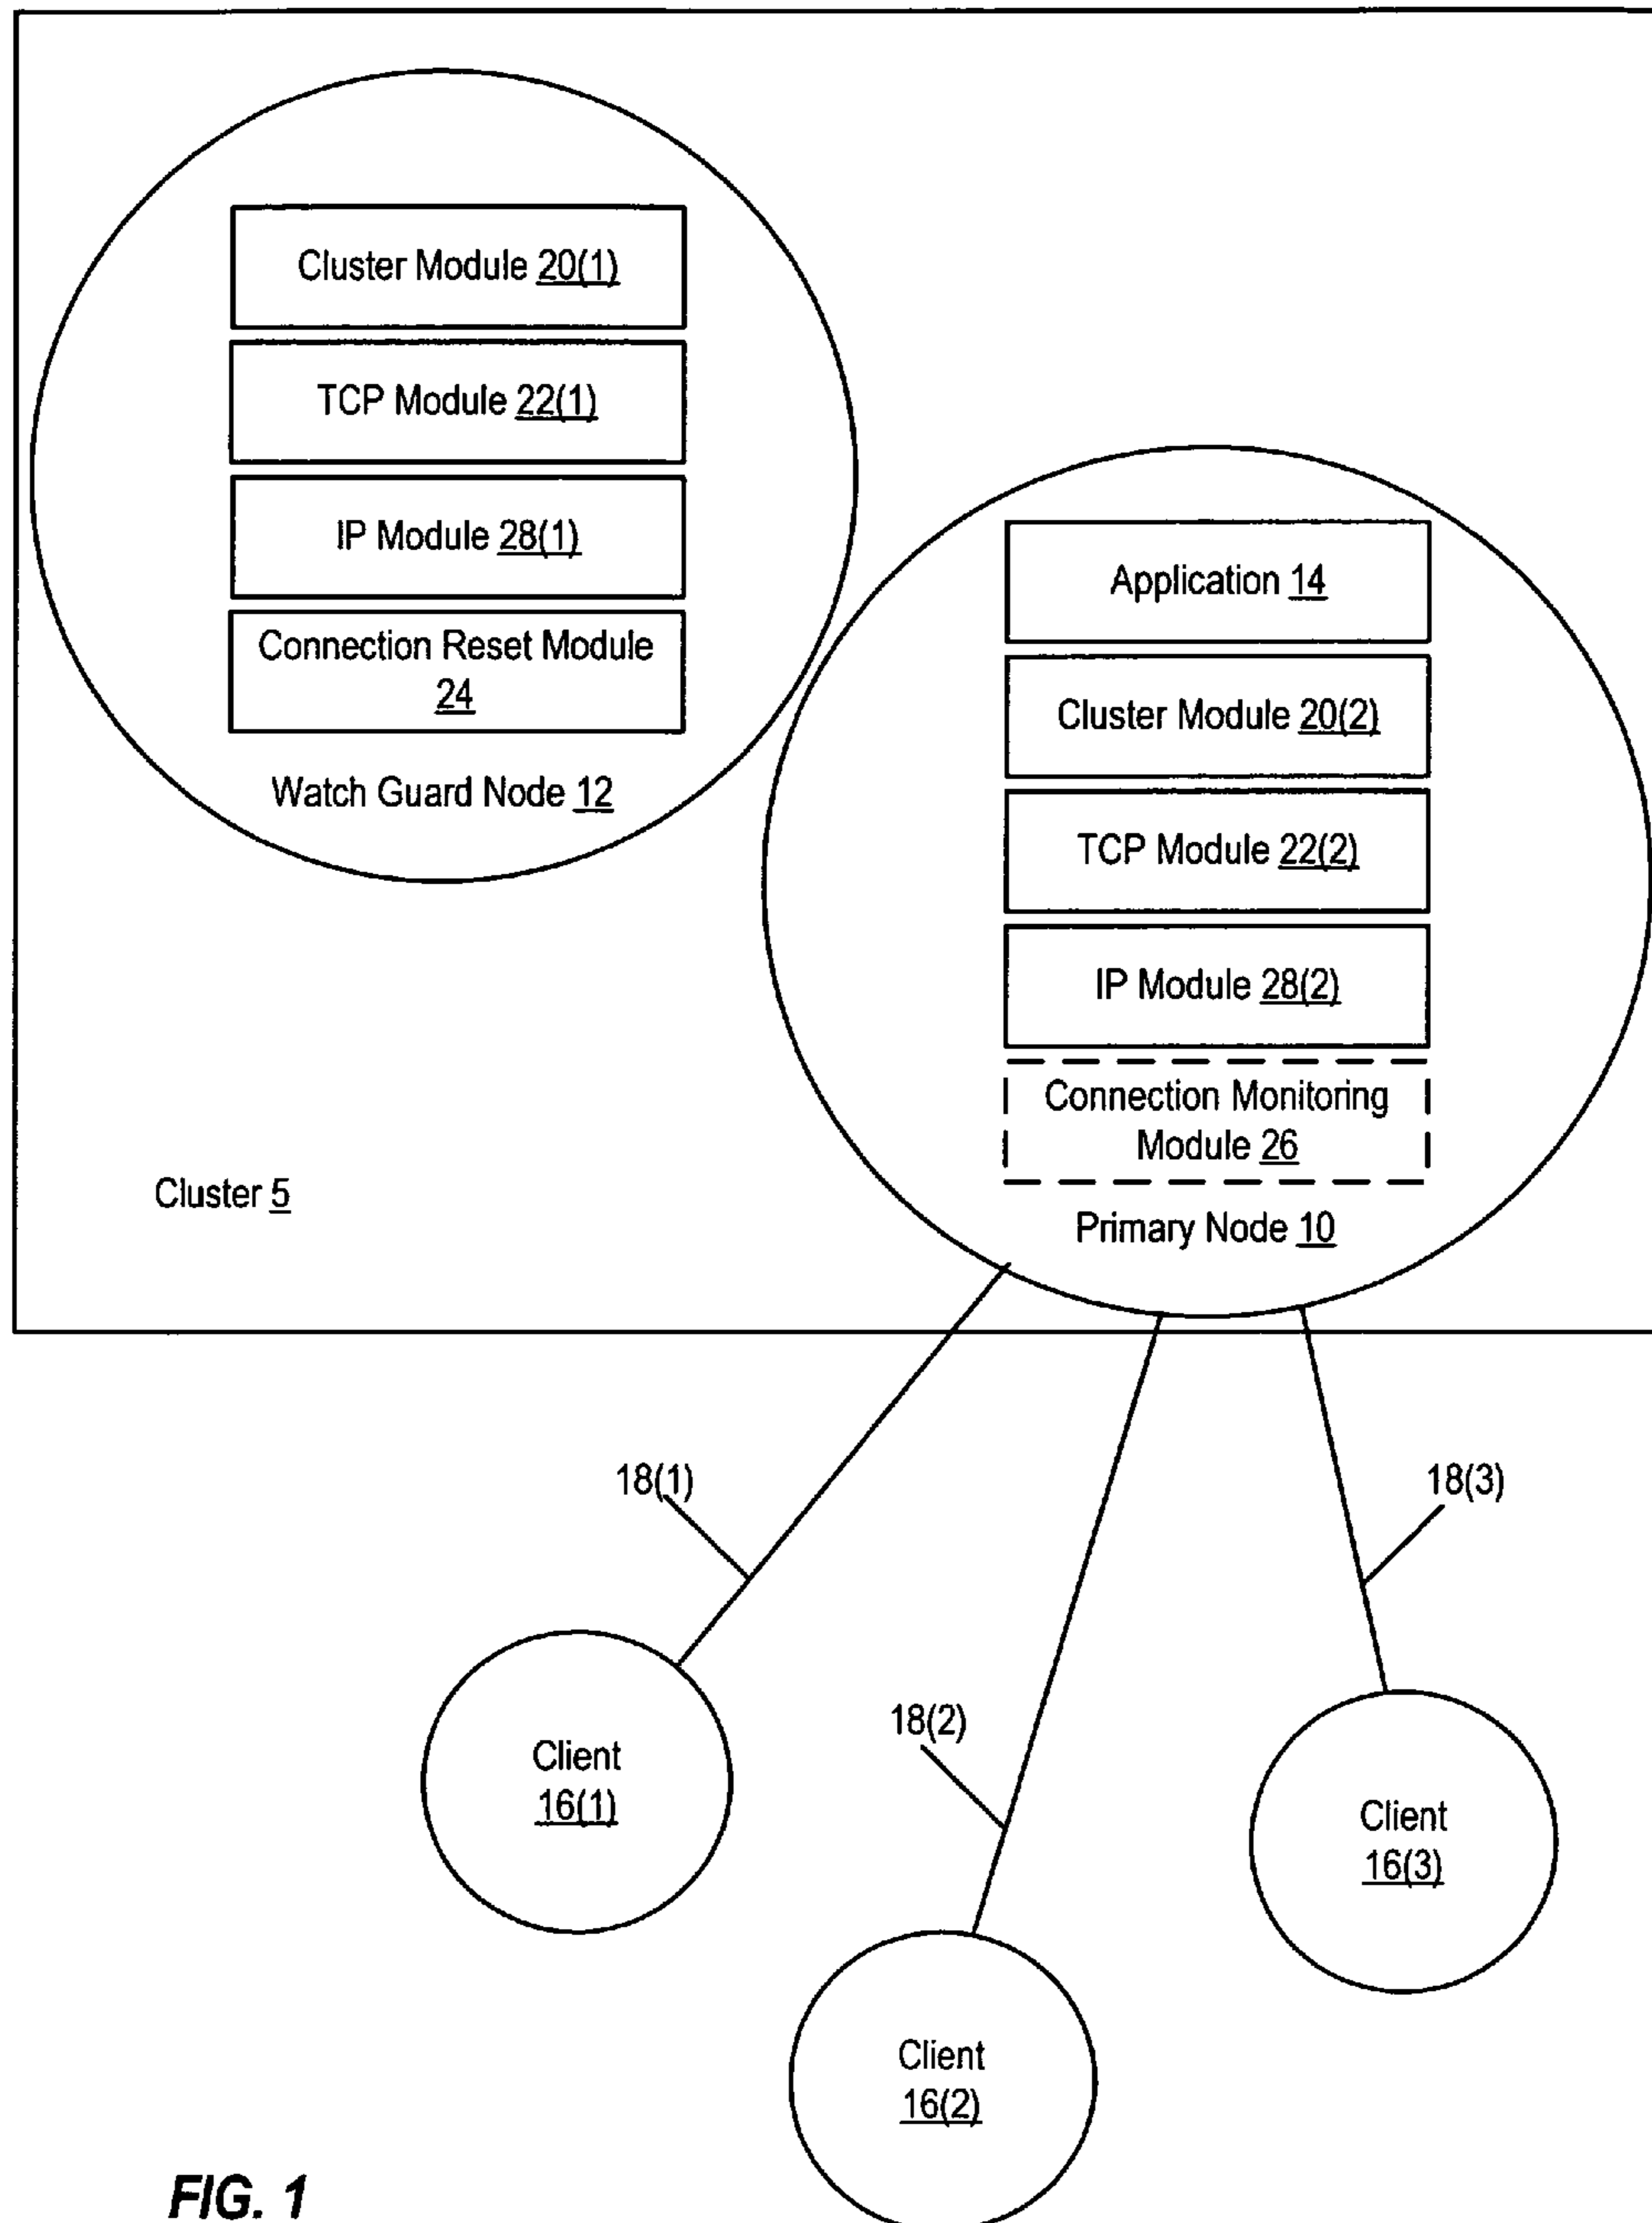 Cluster Module 20(1)
TCP Module 22(1)
IP Module 28(1)
Connection Reset Module
24
Watch Guard Node 12
Application 14
Cluster Module 20(2)
TCP Module 22(2)
IP Module 28(2)
Connection Monitoring
Module 26
Primary Node 10
Cluster 5
18(1)
18(3)
18(2)
Client
16(1)
Client
16(3)
Client
16(2)
FIG. 1